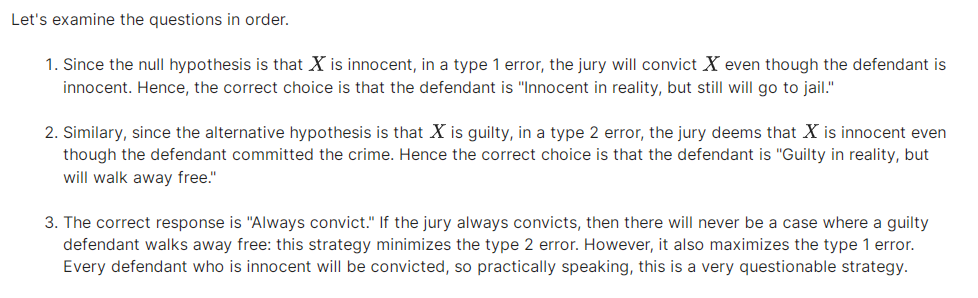 Let's examine the questions in order.
1. Since the null hypothesis is that X is innocent, in a type 1 error, the jury will convict X even though the defendant is
innocent. Hence, the correct choice is that the defendant is "Innocent in reality, but still will go to jail."
2. Similary, since the alternative hypothesis is that X is guilty, in a type 2 error, the jury deems that X is innocent even
though the defendant committed the crime. Hence the correct choice is that the defendant is "Guilty in reality, but
will walk away free."
3. The correct response is "Always convict." If the jury always convicts, then there will never be a case where a guilty
defendant walks away free: this strategy minimizes the type 2 error. However, it also maximizes the type 1 error.
Every defendant who is innocent will be convicted, so practically speaking, this is a very questionable strategy.